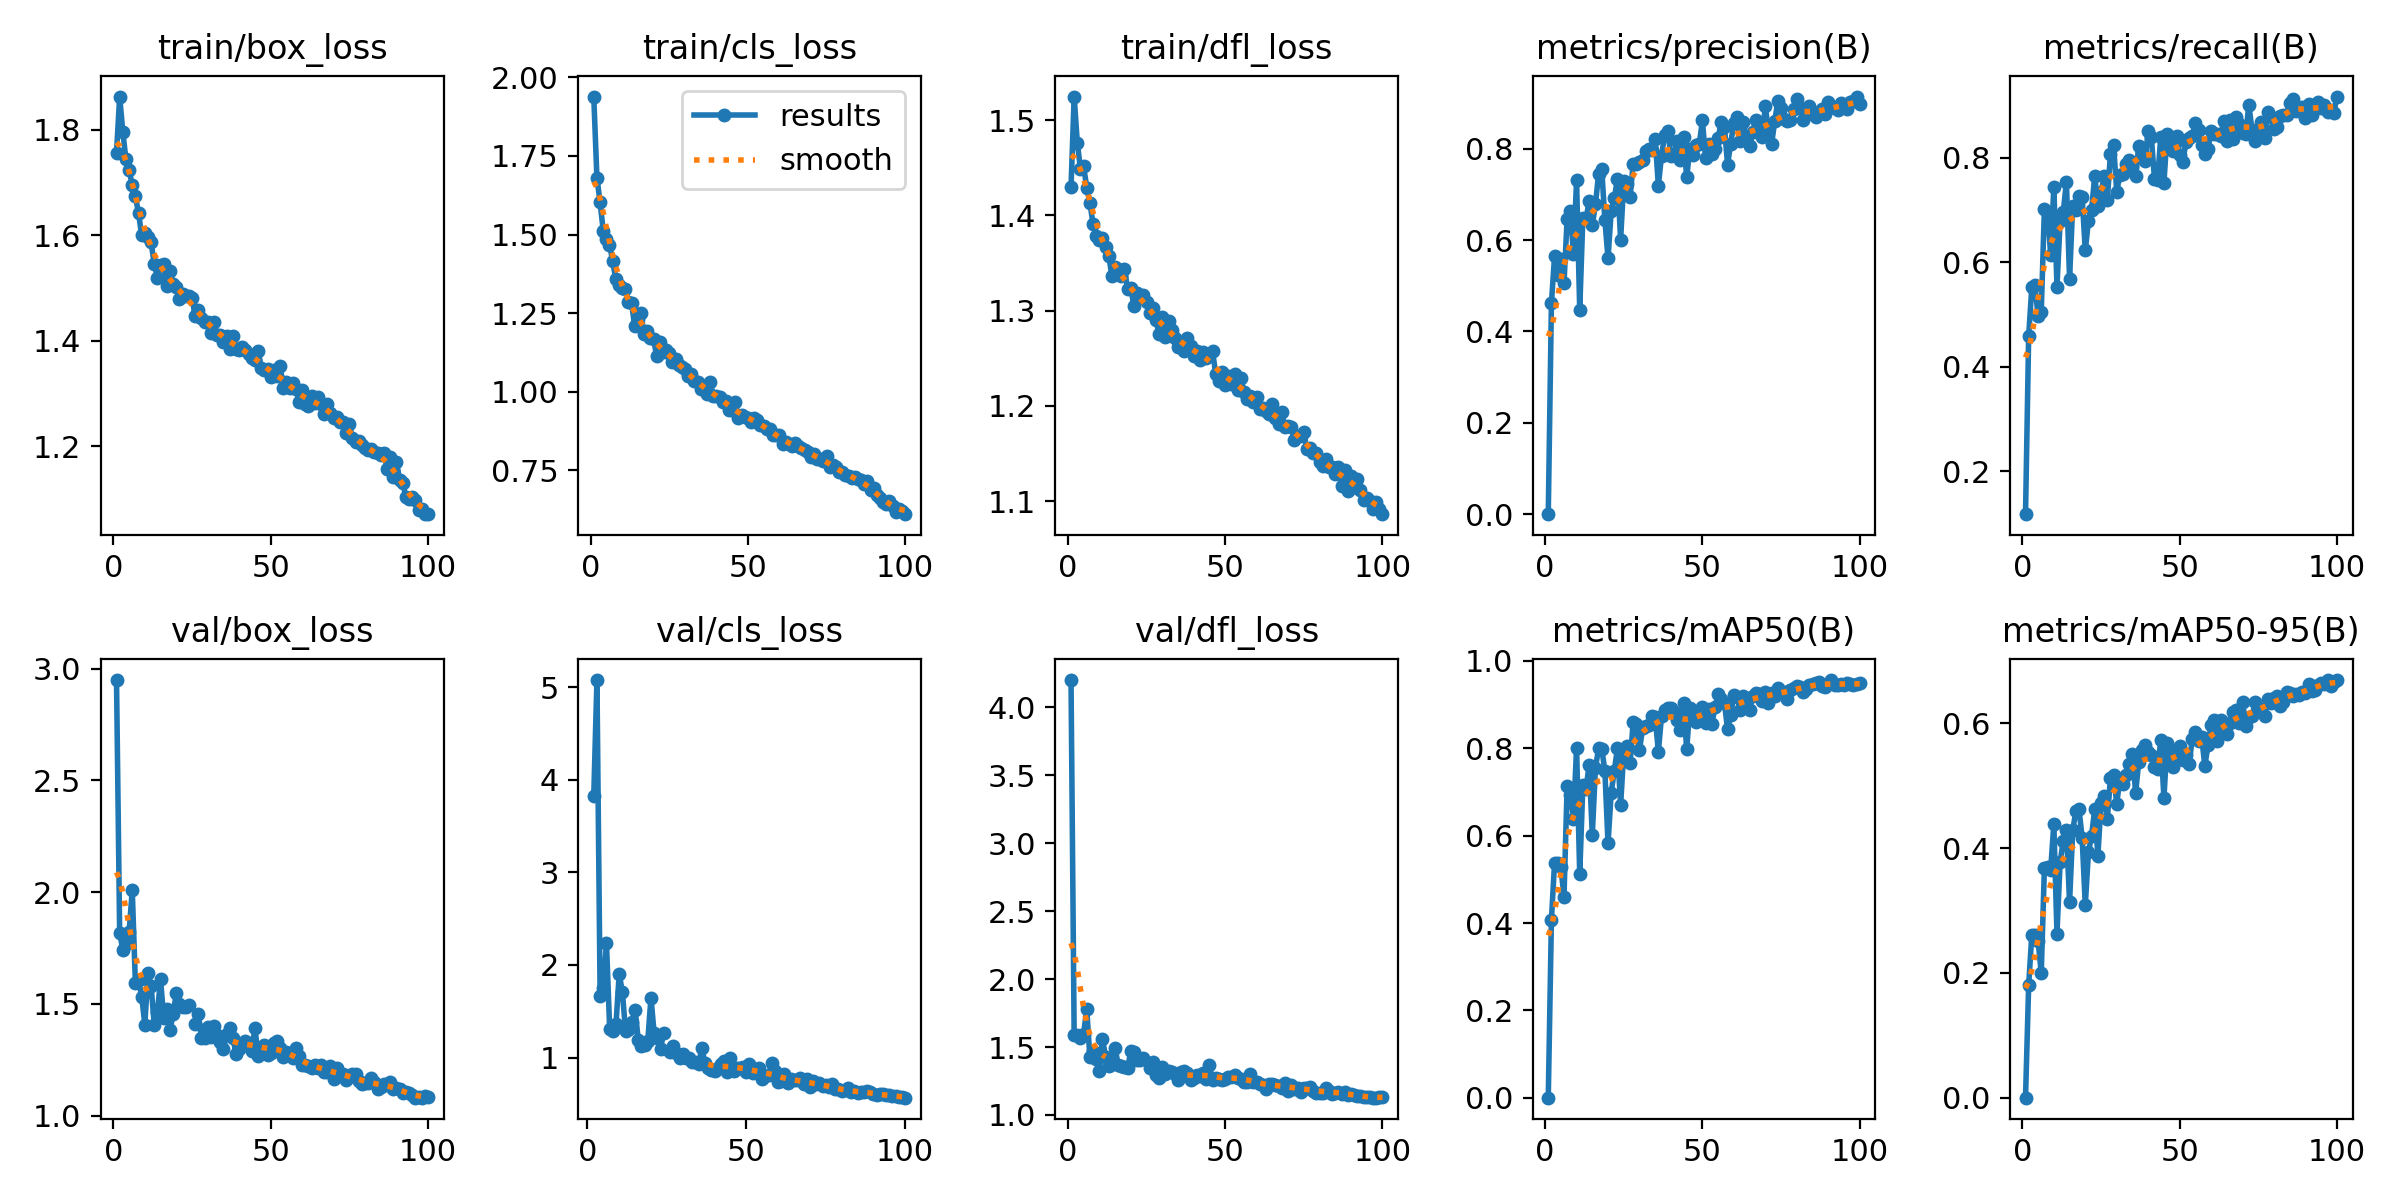 train/box_loss
1.8
1.6
1.4
1.2
0 50 100
train/cls_loss
results
smooth
2.00
1.75
1.50
1.25
1.00
0.75
0 50 100
train/dfl_loss
1.5
1.4
1.3
1.2
1.1
0 50 100
metrics/precision(B)
0.8
0.6
0.4
0.2
0.0
0 50 100
metrics/recall(B)
0.8
0.6
0.4
0.2
0 50 100
val/box_loss
3.0
2.5
2.0
1.5
1.0
0 50 100
val/cls_loss
5
4
3
2
1
0 50 100
val/dfl_loss
4.0
3.5
3.0
2.5
2.0
1.5
1.0
0 50 100
metrics/mAP50(B)
1.0
0.8
0.6
0.4
0.2
0.0
0 50 100
metrics/mAP50-95(B)
0.6
0.4
0.2
0.0
0 50 100